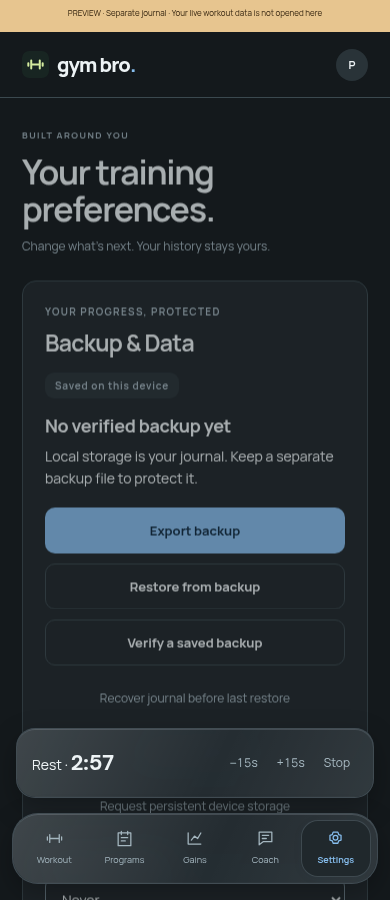 PREVIEW · Separate journal · Your live workout data is not opened here
gym bro.
P
BUILT AROUND YOU
Your training
preferences.
Change what's next. Your history stays yours.
YOUR PROGRESS, PROTECTED
Backup & Data
Saved on this device
No verified backup yet
Local storage is your journal. Keep a separate
backup file to protect it.
Export backup
Restore from backup
Verify a saved backup
Recover journal before last restore
Rest · 2:57
−15s
+15s
Stop
Request persistent device storage
Workout
Programs
Gains
Coach
Settings
Never